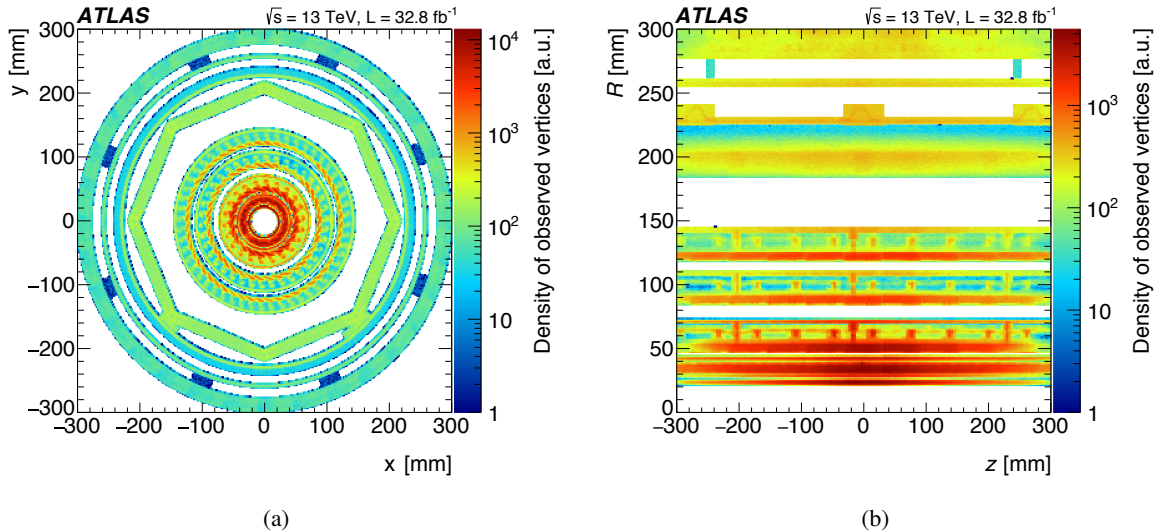 ATLAS
√s = 13 TeV, L = 32.8 fb⁻¹
y [mm]
300
200
100
0
−100
−200
−300
−300 −200 −100 0 100 200 300
x [mm]
10⁴
10³
10²
10
1
Density of observed vertices [a.u.]
(a)
ATLAS
√s = 13 TeV, L = 32.8 fb⁻¹
R [mm]
300
250
200
150
100
50
0
−300 −200 −100 0 100 200 300
z [mm]
10³
10²
10
1
Density of observed vertices [a.u.]
(b)